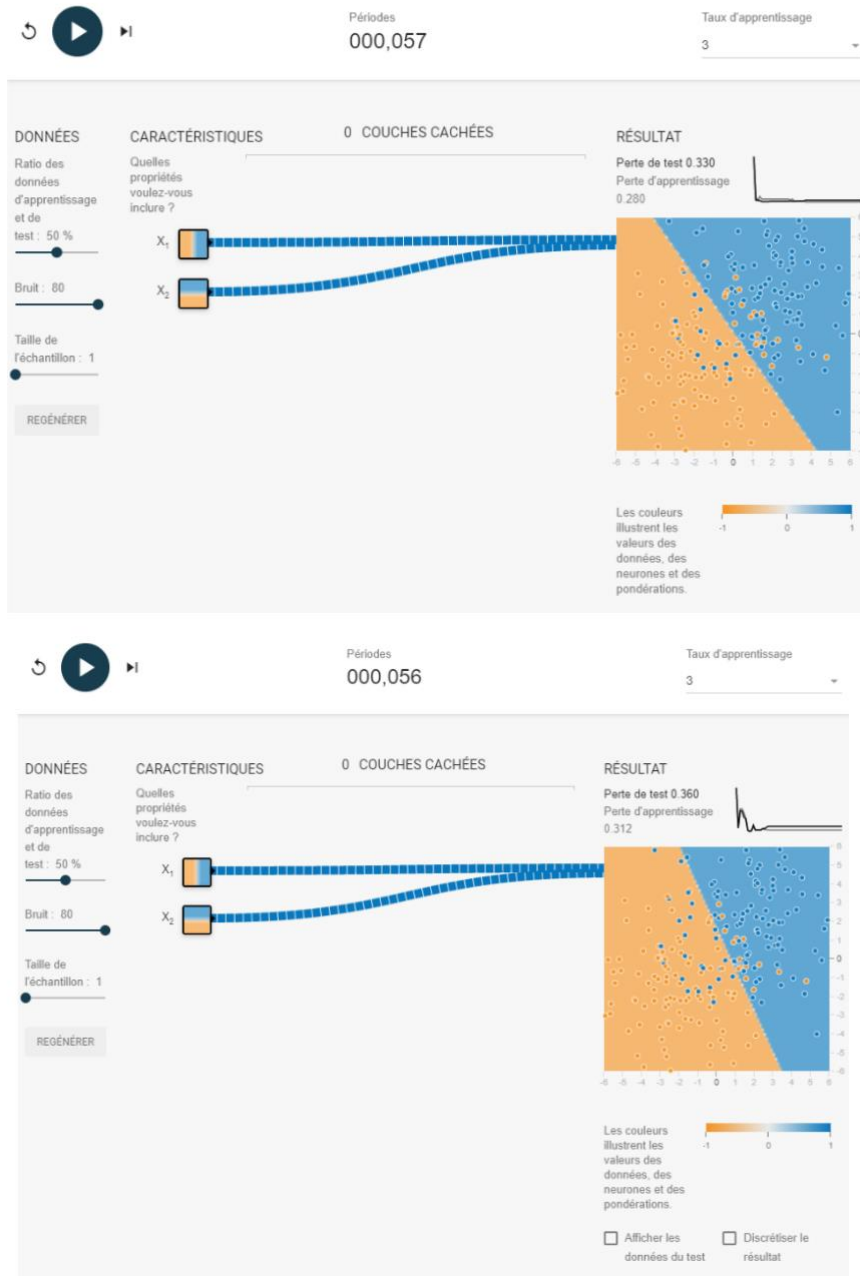 Périodes
000,057
Taux d'apprentissage
3
DONNÉES
Ratio des
données
d'apprentissage
et de
test : 50 %
Bruit : 80
Taille de
l'échantillon : 1
REGÉNÉRER
CARACTÉRISTIQUES
Quelles
propriétés
voulez-vous
inclure ?
X1
X2
0 COUCHES CACHÉES
RÉSULTAT
Perte de test 0.330
Perte d'apprentissage
0.280
-6 -5 -4 -3 -2 -1 0 1 2 3 4 5 6
Les couleurs
illustrent les
valeurs des
données, des
neurones et des
pondérations.
-1 0 1
Périodes
000,056
Taux d'apprentissage
3
DONNÉES
Ratio des
données
d'apprentissage
et de
test : 50 %
Bruit : 80
Taille de
l'échantillon : 1
REGÉNÉRER
CARACTÉRISTIQUES
Quelles
propriétés
voulez-vous
inclure ?
X1
X2
0 COUCHES CACHÉES
RÉSULTAT
Perte de test 0.360
Perte d'apprentissage
0.312
6
5
4
3
2
1
0
-1
-2
-3
-4
-5
-6
-6 -5 -4 -3 -2 -1 0 1 2 3 4 5 6
Les couleurs
illustrent les
valeurs des
données, des
neurones et des
pondérations.
-1 0 1
Afficher les
données du test
Discrétiser le
résultat